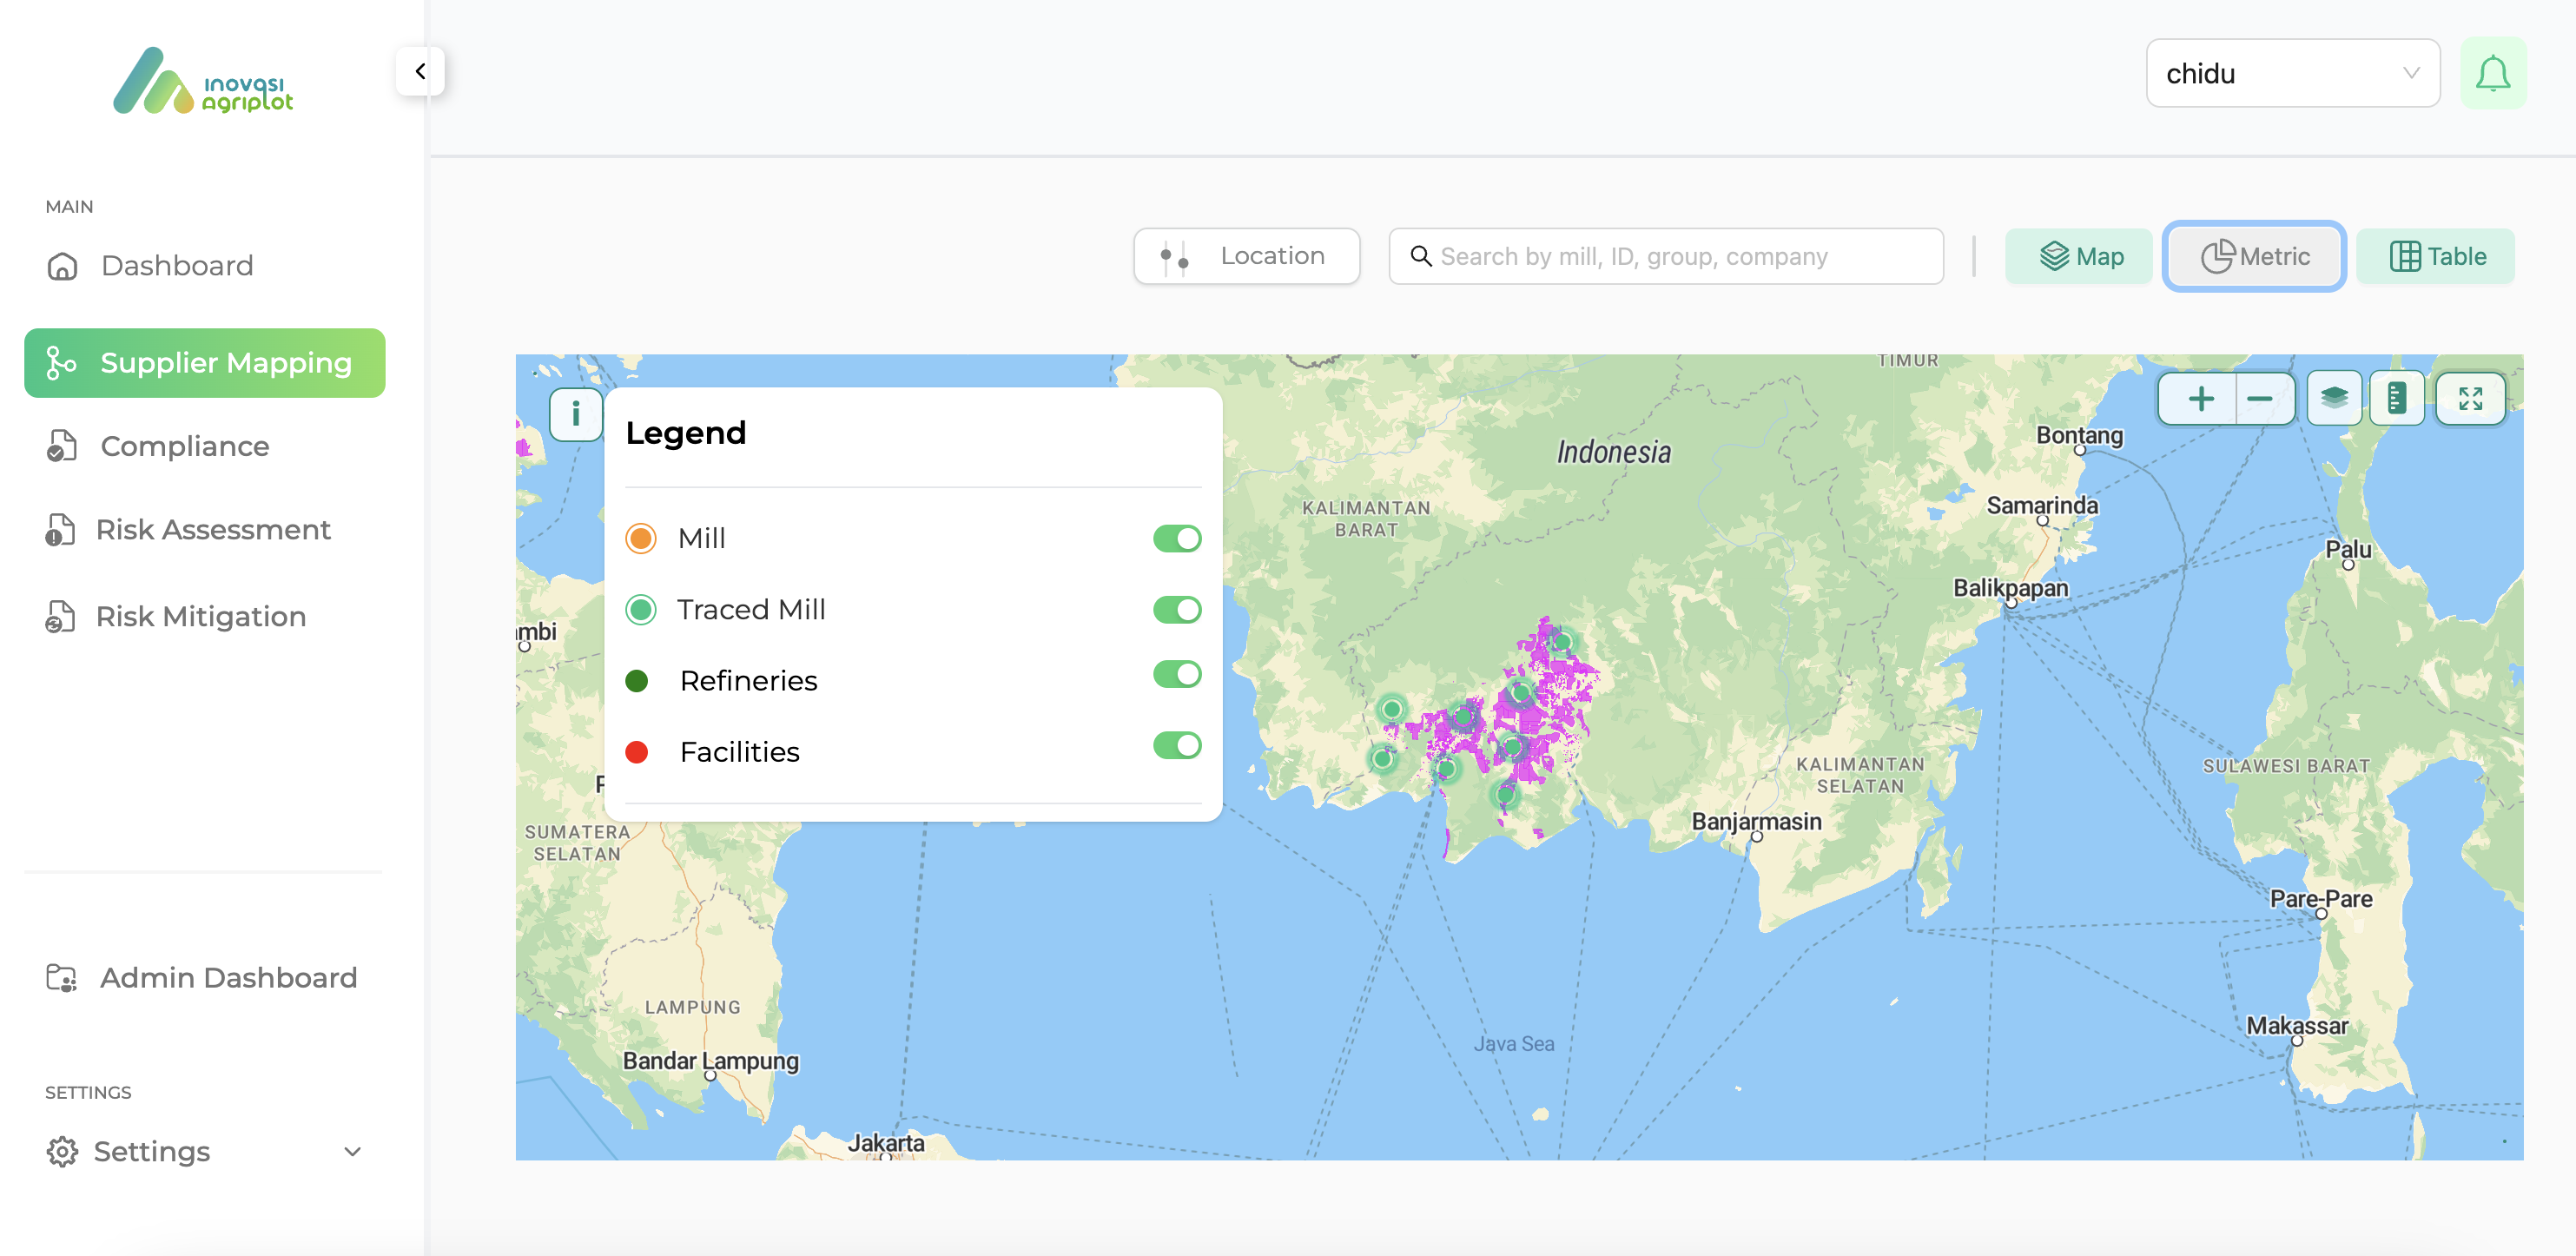 inovasi
agriplot
chidu
MAIN
Dashboard
Supplier Mapping
Compliance
Risk Assessment
Risk Mitigation
Admin Dashboard
SETTINGS
Settings
Location
Search by mill, ID, group, company
Map
Metric
Table
i
Legend
Mill
Traced Mill
Refineries
Facilities
TIMUR
Indonesia
Bontang
KALIMANTAN
BARAT
Samarinda
Palu
Balikpapan
KALIMANTAN
SELATAN
SULAWESI BARAT
Banjarmasin
SUMATERA
SELATAN
Pare-Pare
LAMPUNG
Makassar
Java Sea
Bandar Lampung
Jakarta